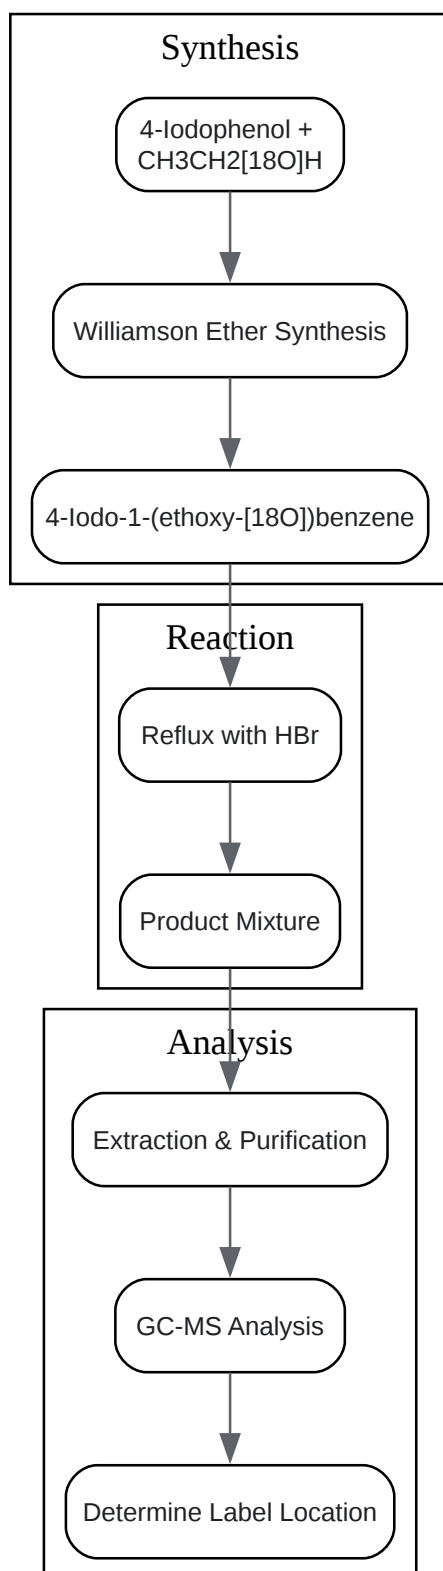 Synthesis
4-Iodophenol +
CH3CH2[18O]H
Williamson Ether Synthesis
4-Iodo-1-(ethoxy-[18O])benzene
Reaction
Reflux with HBr
Product Mixture
Analysis
Extraction & Purification
GC-MS Analysis
Determine Label Location